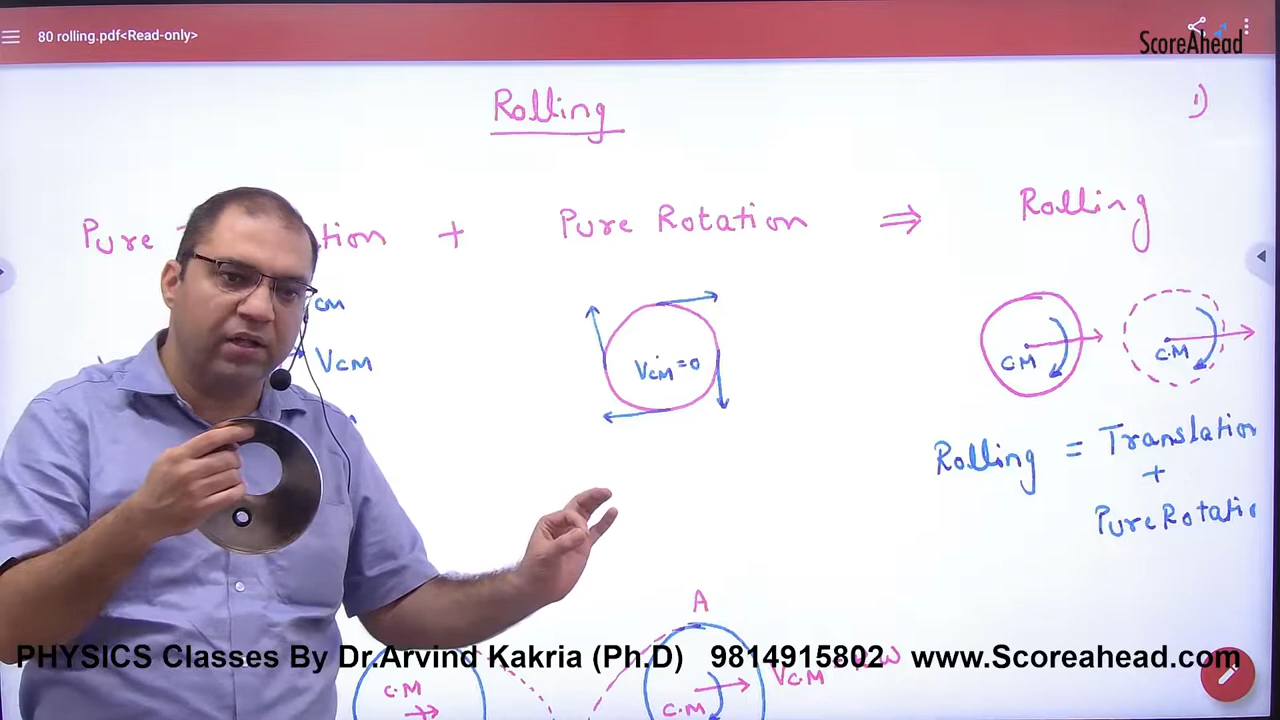 80 rolling.pdf<Read-only>
ScoreAhead
Rolling
1)
Pure
tion + Pure Rotation ⇒ Rolling
cm
VCM
VCM=0
C.M
C.M
Rolling = Translation
+
Pure Rotatio
A
C.M
C.M
VCM
PHYSICS Classes By Dr.Arvind Kakria (Ph.D) 9814915802 www.Scoreahead.com